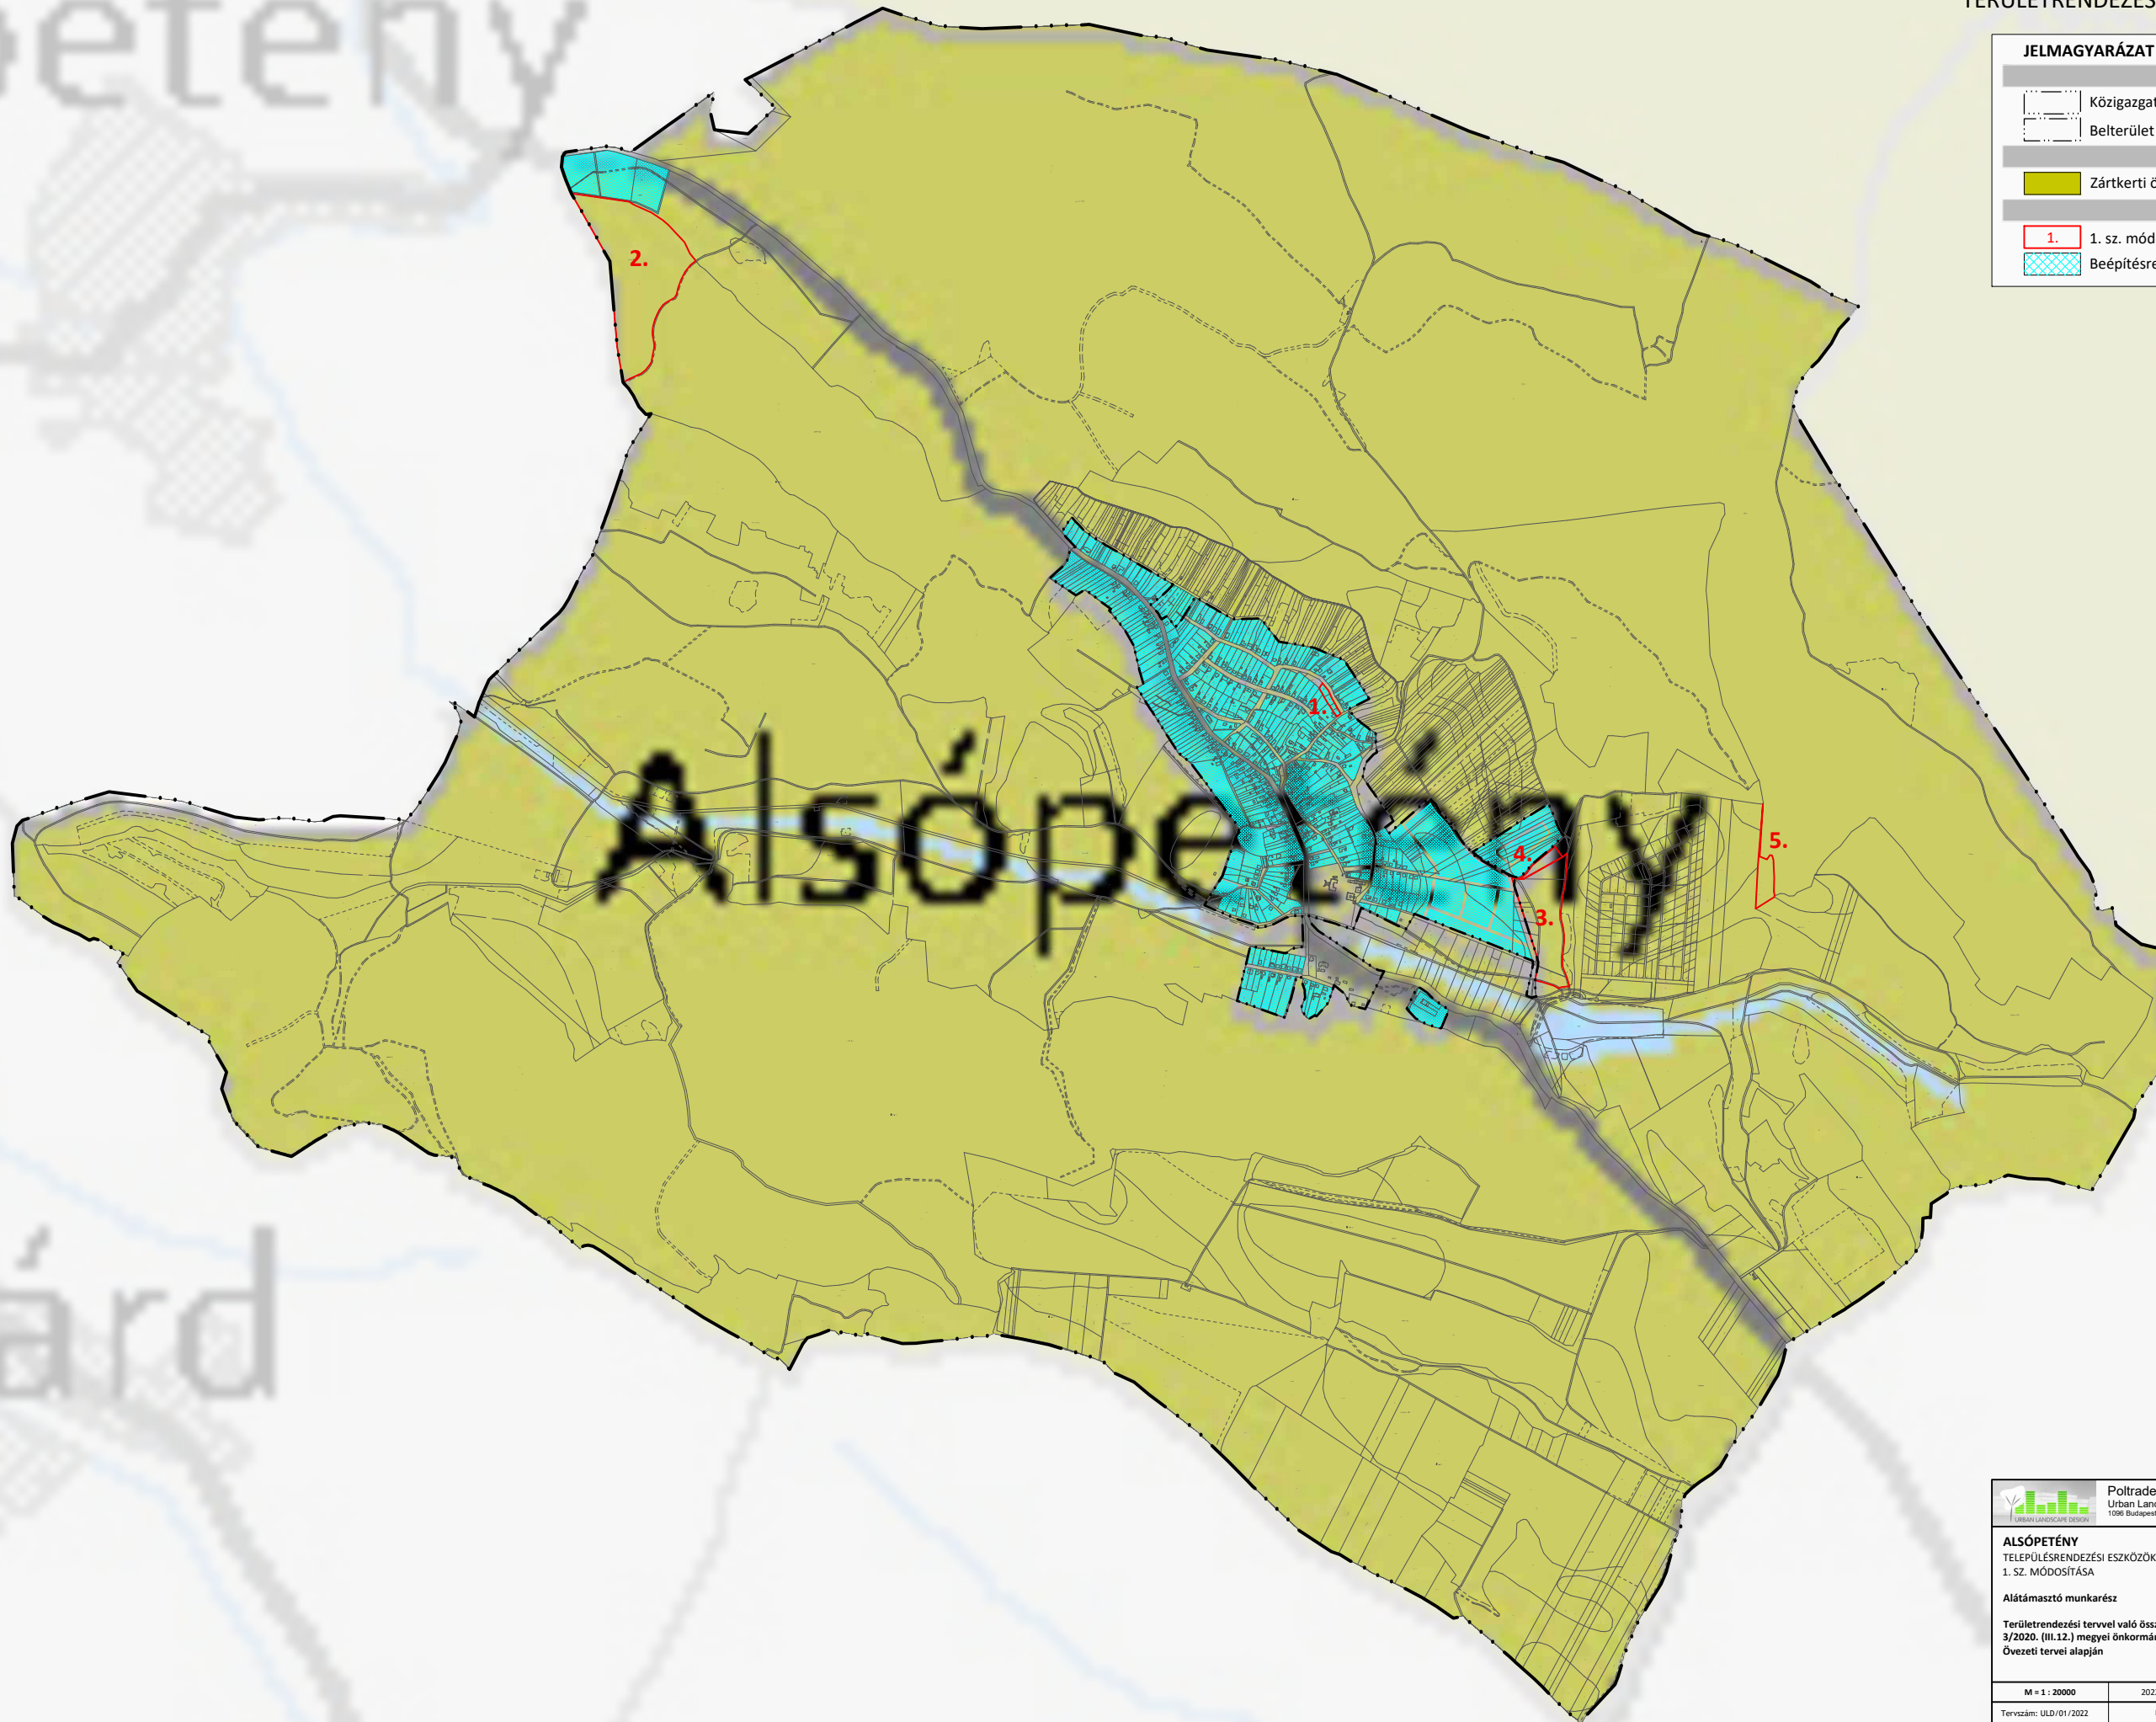 TERÜLETRENDEZÉS
JELMAGYARÁZAT
Közigazgat
Belterület
Zártkerti ö
1. 1. sz. mód
Beépítésre
petény
2.
1.
Alsópetény
4.
5.
3.
árd
URBAN LANDSCAPE DESIGN
Poltrade
Urban Land
1096 Budapest
ALSÓPETÉNY
TELEPÜLÉSRENDEZÉSI ESZKÖZÖK
1. SZ. MÓDOSÍTÁSA
Alátámasztó munkarész
Területrendezési tervvel való össz
3/2020. (III.12.) megyei önkormán
Övezeti tervei alapján
M = 1 : 20000
202
Tervszám: ULD/01/2022